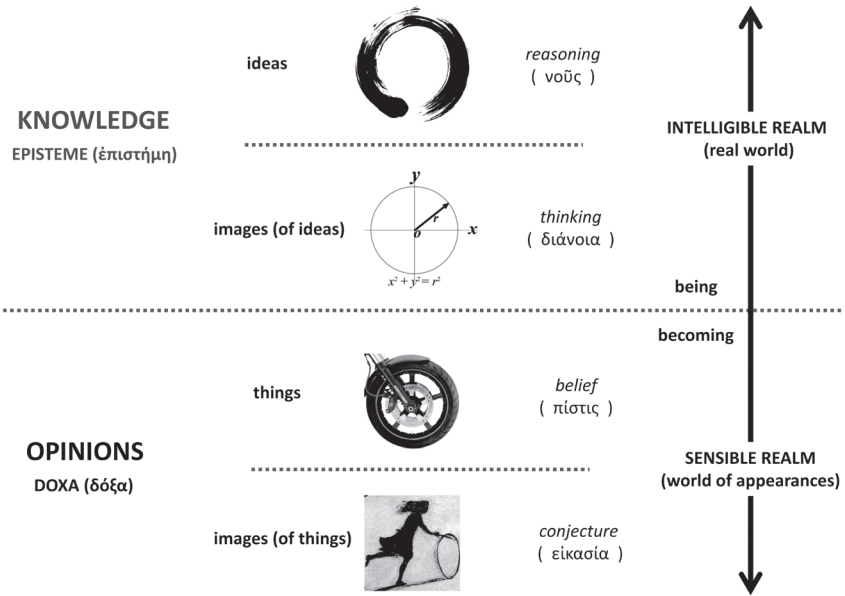 ideas
reasoning
( νοῦς )
KNOWLEDGE
EPISTEME (ἐπιστήμη)
INTELLIGIBLE REALM
(real world)
y
images (of ideas)
r
o
x
thinking
( διάνοια )
x² + y² = r²
being
becoming
things
belief
( πίστις )
OPINIONS
DOXA (δόξα)
SENSIBLE REALM
(world of appearances)
images (of things)
conjecture
( εἰκασία )